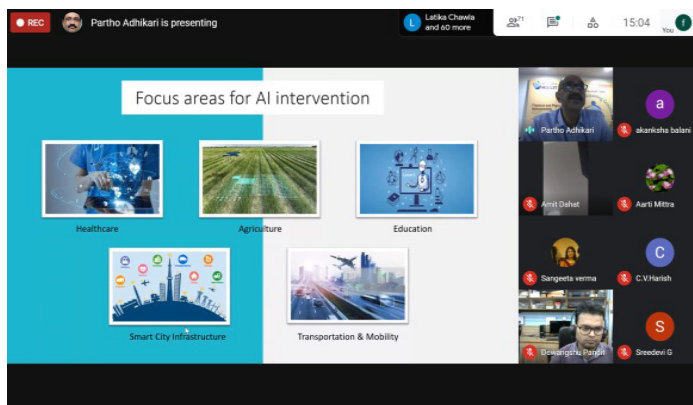 REC
Partho Adhikari is presenting
L
Latika Chawla
and 60 more
71
15:04
You
f
Focus areas for AI intervention
Healthcare
Agriculture
Education
Smart City Infrastructure
Transportation & Mobility
Partho Adhikari
a
akanksha balani
Amit Dahat
Aarti Mittra
Sangeeta verma
C
C.V.Harish
Dewangshu Pandit
S
Sreedevi G